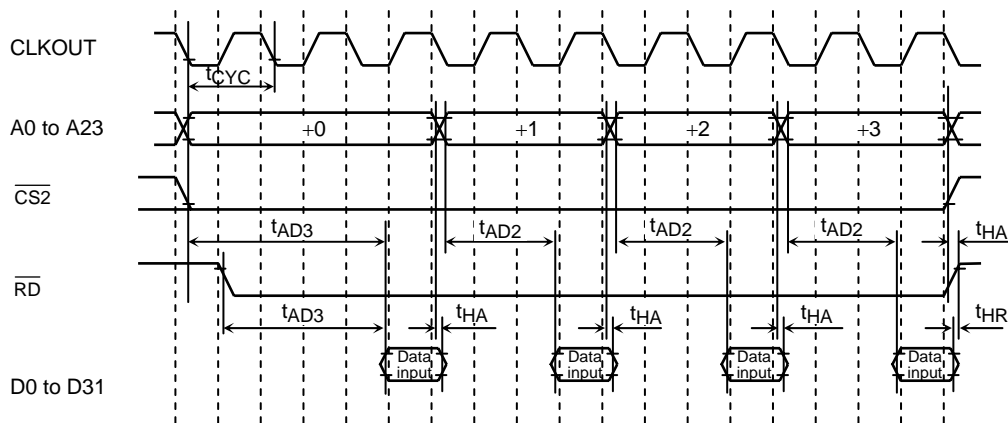 CLKOUT
tCYC
A0 to A23
+0
+1
+2
+3
CS2
tAD3
tAD2
tAD2
tAD2
tHA
RD
tAD3
tHA
tHA
tHA
tHR
D0 to D31
Data
input
Data
input
Data
input
Data
input